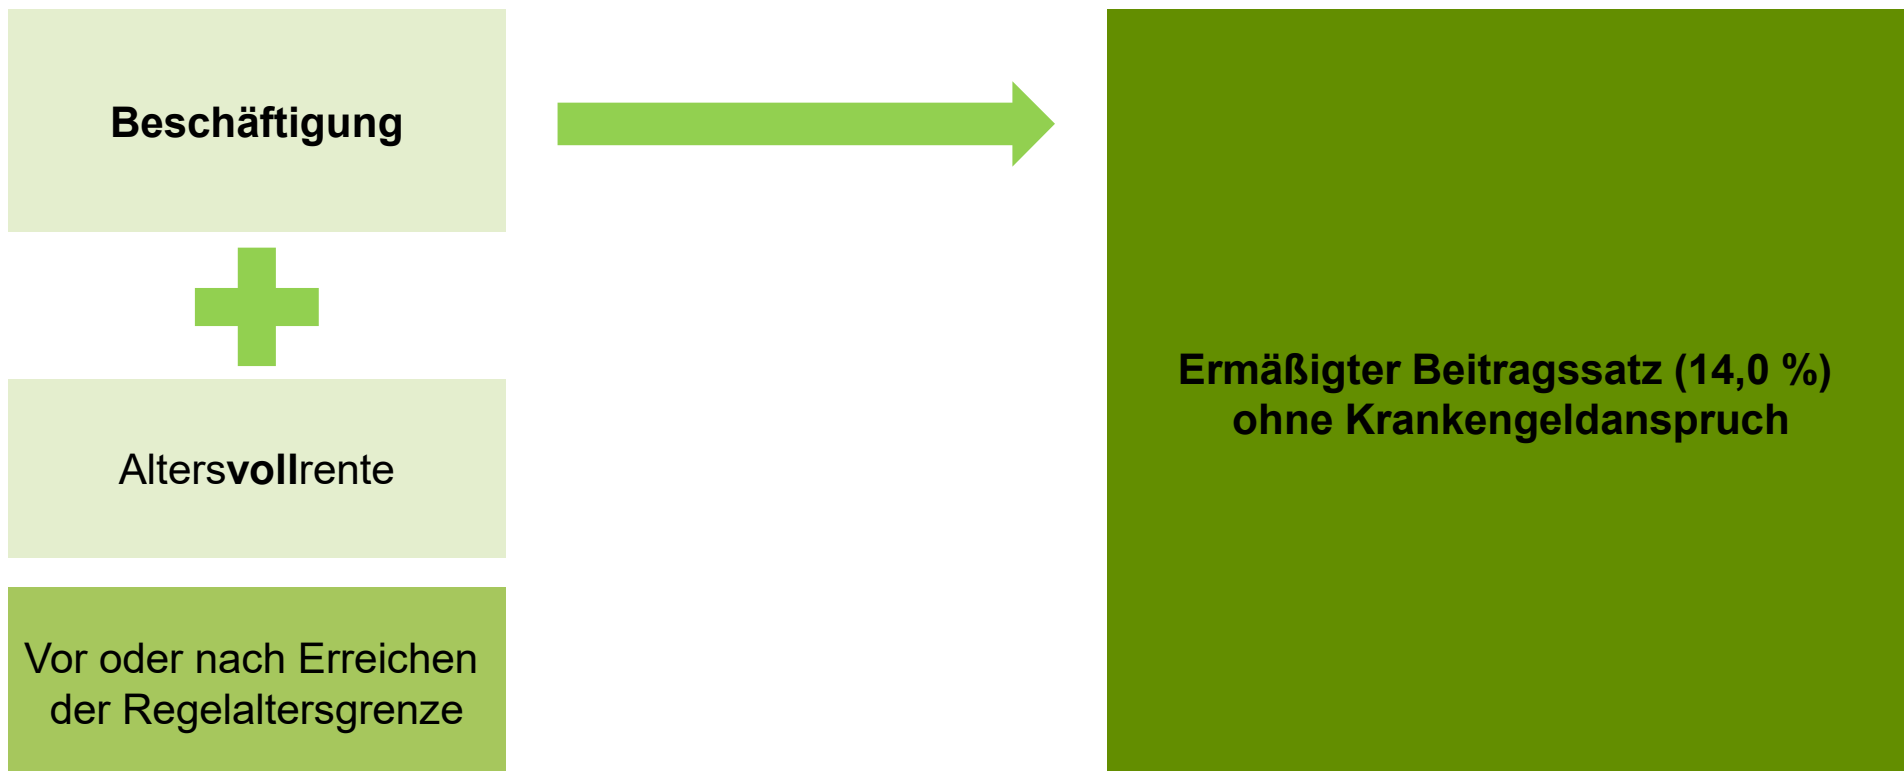 Beschäftigung
Altersvollrente
Vor oder nach Erreichen
der Regelaltersgrenze
Ermäßigter Beitragssatz (14,0 %)
ohne Krankengeldanspruch